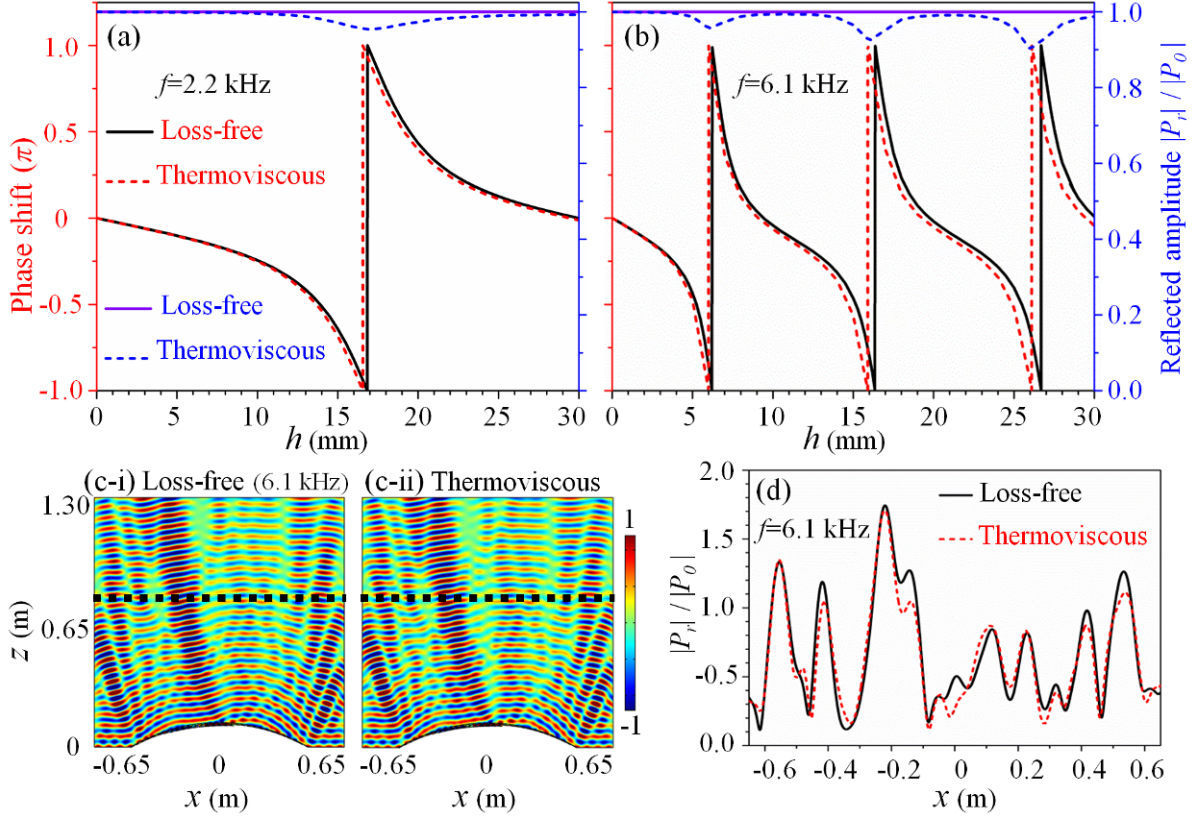 (a)
f=2.2 kHz
Loss-free
Thermoviscous
Loss-free
Thermoviscous
Phase shift (π)
1.0
0.5
0
-0.5
-1.0
0 5 10 15 20 25 30
h (mm)
(b)
f=6.1 kHz
1.0
0.8
0.6
0.4
0.2
0.0
Reflected amplitude |Pr| / |P0|
0 5 10 15 20 25 30
h (mm)
(c-i) Loss-free (6.1 kHz)
(c-ii) Thermoviscous
1.30
0.65
0
z (m)
-0.65 0 0.65
x (m)
-0.65 0 0.65
x (m)
1
-1
(d)
f=6.1 kHz
Loss-free
Thermoviscous
|Pr| / |P0|
2.0
1.5
1.0
-0.5
0.0
-0.6 -0.4 -0.2 0 0.2 0.4 0.6
x (m)